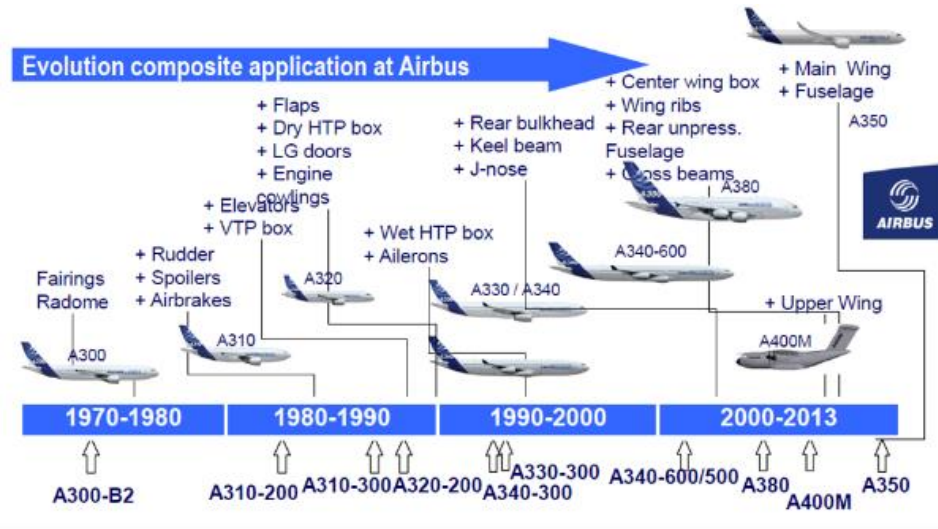 Evolution composite application at Airbus
+ Main Wing
+ Fuselage
A350
+ Center wing box
+ Wing ribs
+ Rear unpress.
Fuselage
+ Cross beams
A380
AIRBUS
+ Flaps
+ Dry HTP box
+ LG doors
+ Engine
cowlings
+ Rear bulkhead
+ Keel beam
+ J-nose
+ Elevators
+ VTP box
+ Wet HTP box
+ Ailerons
A340-600
+ Rudder
+ Spoilers
+ Airbrakes
Fairings
Radome
A320
A330 / A340
+ Upper Wing
A300
A310
A400M
1970-1980
1980-1990
1990-2000
2000-2013
A300-B2
A310-200
A310-300
A320-200
A330-300
A340-300
A340-600/500
A380
A400M
A350